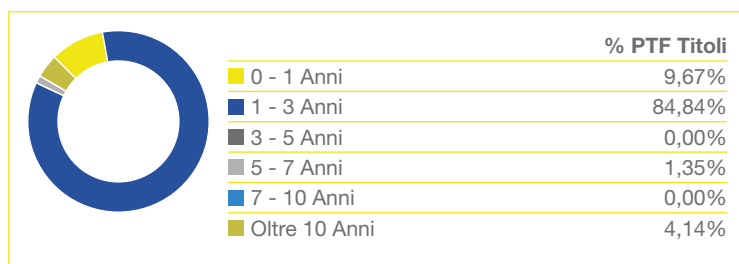 % PTF Titoli
0 - 1 Anni 9,67%
1 - 3 Anni 84,84%
3 - 5 Anni 0,00%
5 - 7 Anni 1,35%
7 - 10 Anni 0,00%
Oltre 10 Anni 4,14%